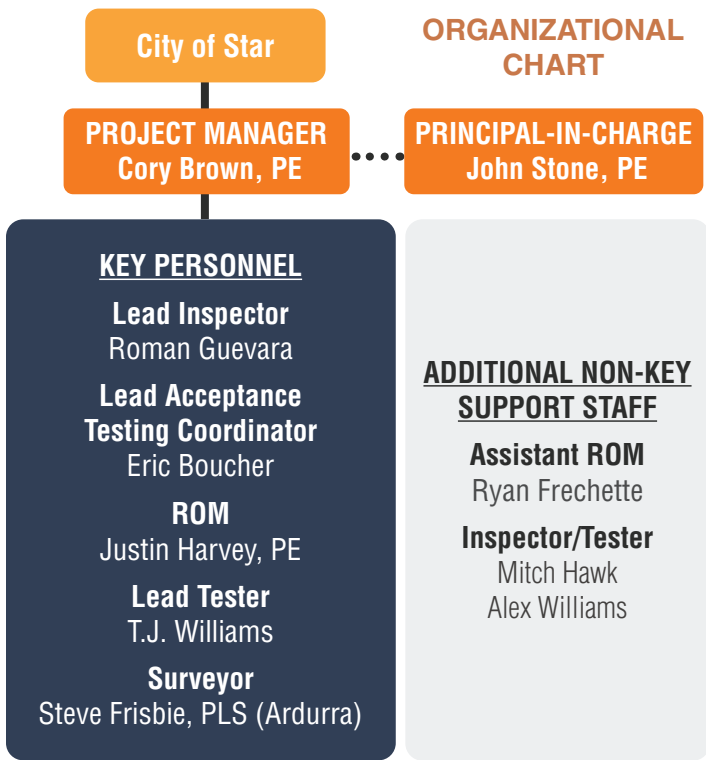 City of Star
ORGANIZATIONAL
CHART
PROJECT MANAGER
Cory Brown, PE
PRINCIPAL-IN-CHARGE
John Stone, PE
KEY PERSONNEL
Lead Inspector
Roman Guevara
Lead Acceptance
Testing Coordinator
Eric Boucher
ROM
Justin Harvey, PE
Lead Tester
T.J. Williams
Surveyor
Steve Frisbie, PLS (Ardurra)
ADDITIONAL NON-KEY
SUPPORT STAFF
Assistant ROM
Ryan Frechette
Inspector/Tester
Mitch Hawk
Alex Williams